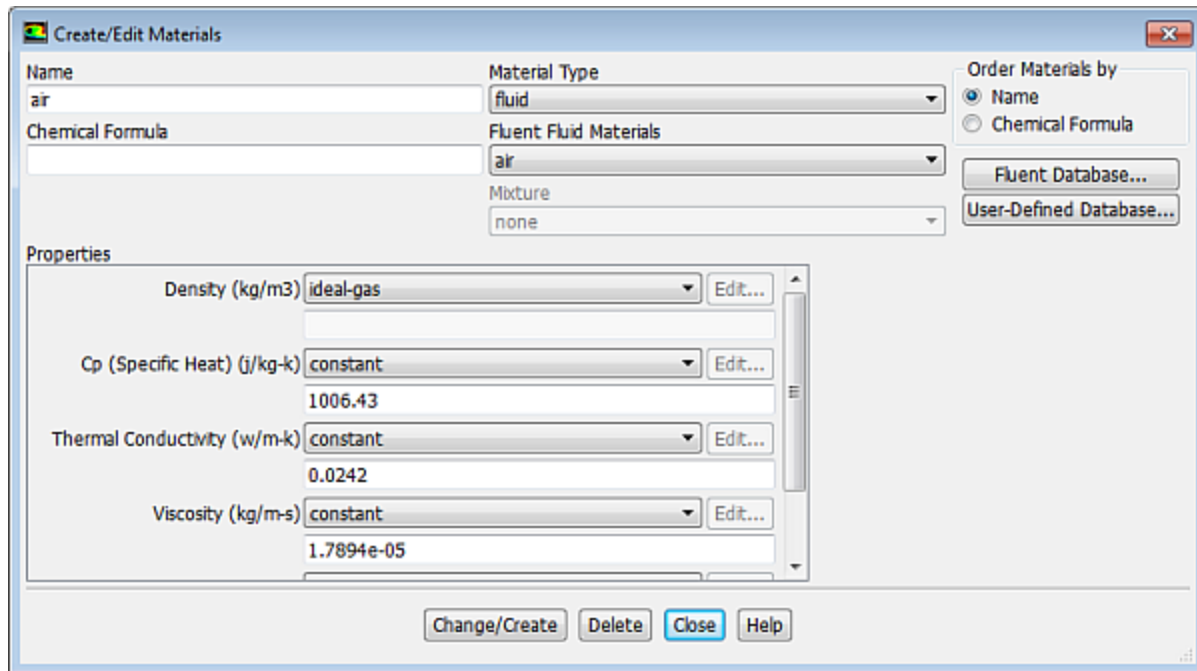 Create/Edit Materials
Name
air
Chemical Formula
Material Type
fluid
Fluent Fluid Materials
air
Mixture
none
Order Materials by
Name
Chemical Formula
Fluent Database...
User-Defined Database...
Properties
Density (kg/m3) ideal-gas Edit...
Cp (Specific Heat) (j/kg-k) constant Edit...
1006.43
Thermal Conductivity (w/m-k) constant Edit...
0.0242
Viscosity (kg/m-s) constant Edit...
1.7894e-05
Change/Create Delete Close Help